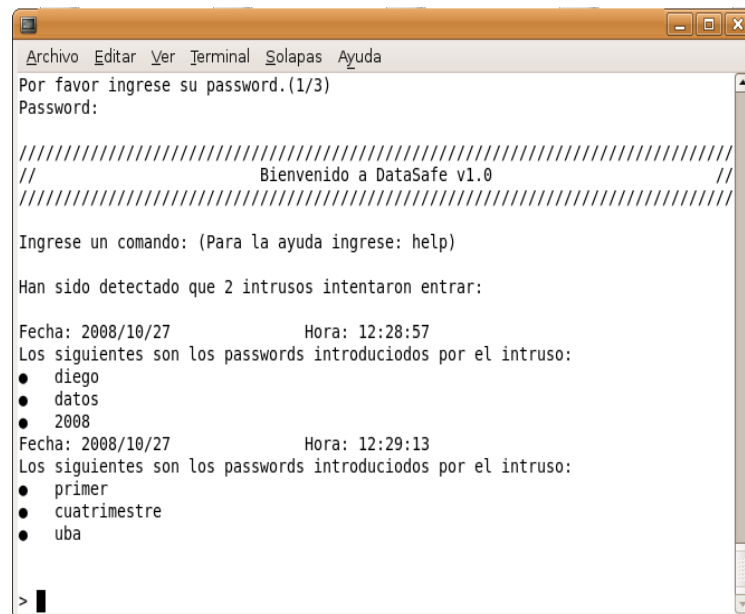 Archivo Editar Ver Terminal Solapas Ayuda
Por favor ingrese su password.(1/3)
Password:
////////////////////////////////////////////////////////////////////////////////
// Bienvenido a DataSafe v1.0 //
////////////////////////////////////////////////////////////////////////////////
Ingrese un comando: (Para la ayuda ingrese: help)
Han sido detectado que 2 intrusos intentaron entrar:
Fecha: 2008/10/27 Hora: 12:28:57
Los siguientes son los passwords introduciodos por el intruso:
● diego
● datos
● 2008
Fecha: 2008/10/27 Hora: 12:29:13
Los siguientes son los passwords introduciodos por el intruso:
● primer
● cuatrimestre
● uba
>